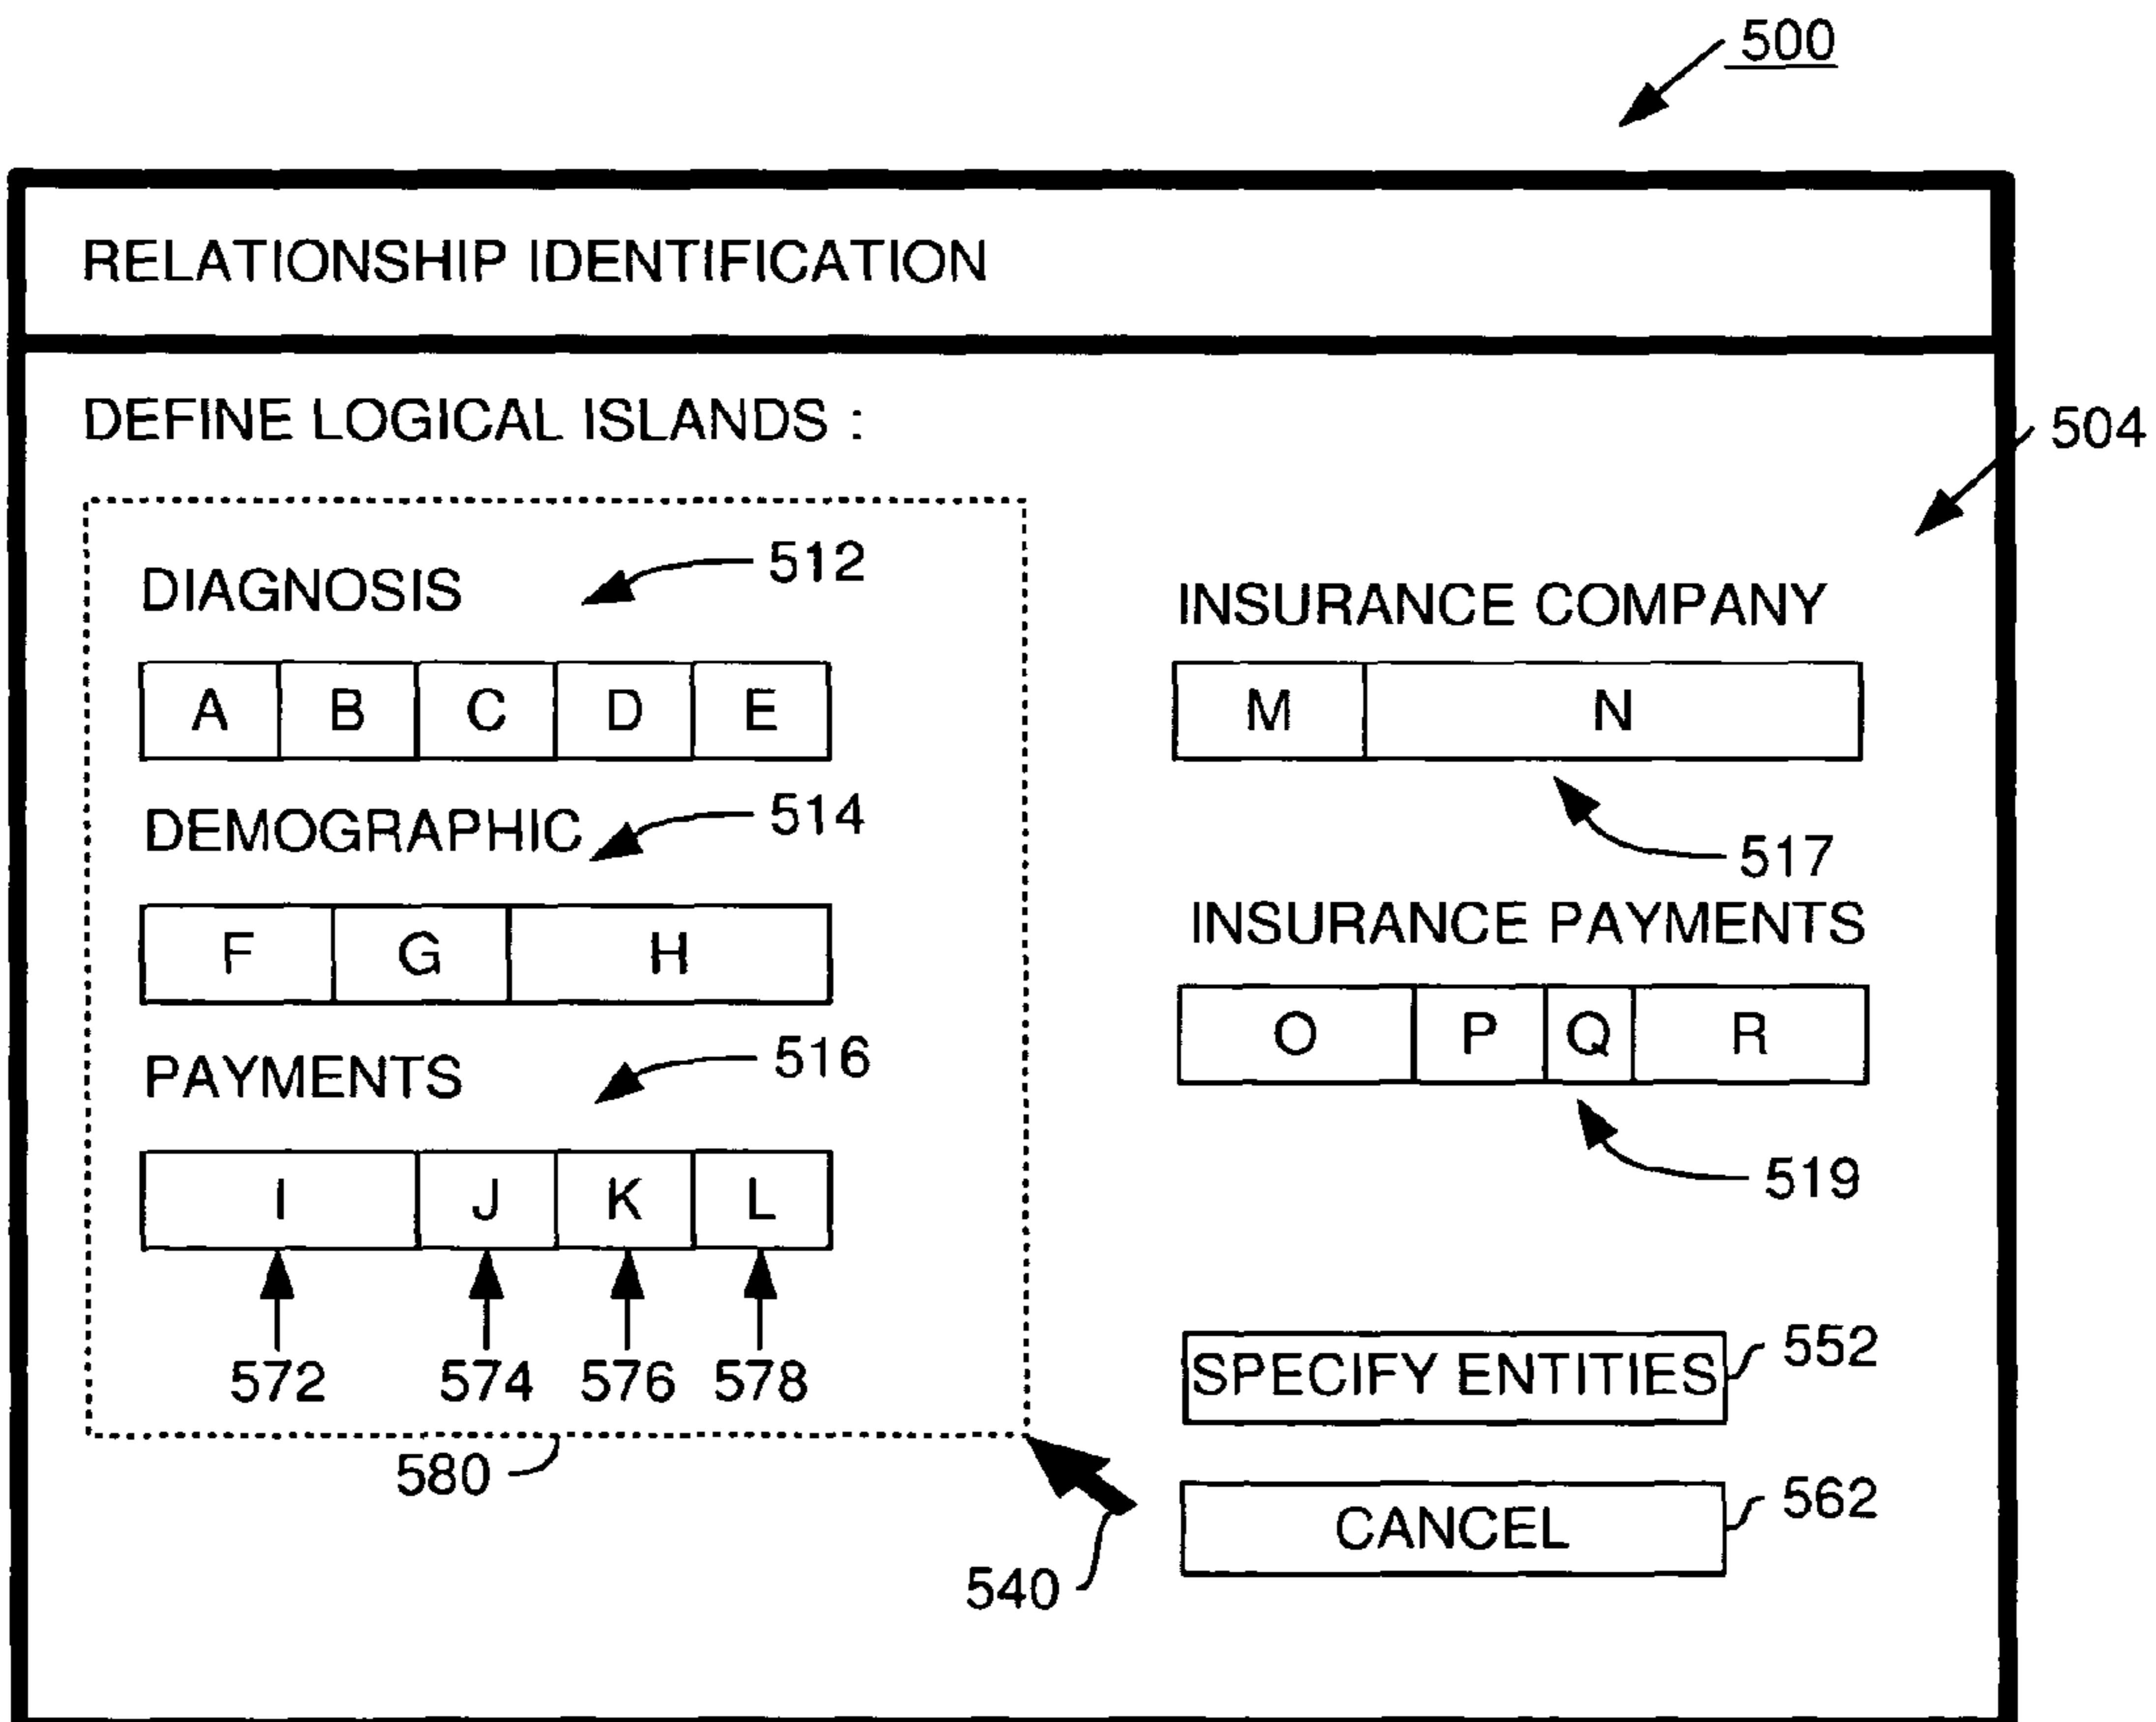 500
RELATIONSHIP IDENTIFICATION
DEFINE LOGICAL ISLANDS :
504
DIAGNOSIS
512
A B C D E
DEMOGRAPHIC
514
F G H
PAYMENTS
516
I J K L
572 574 576 578
580
540
INSURANCE COMPANY
M N
517
INSURANCE PAYMENTS
O P Q R
519
SPECIFY ENTITIES
552
CANCEL
562